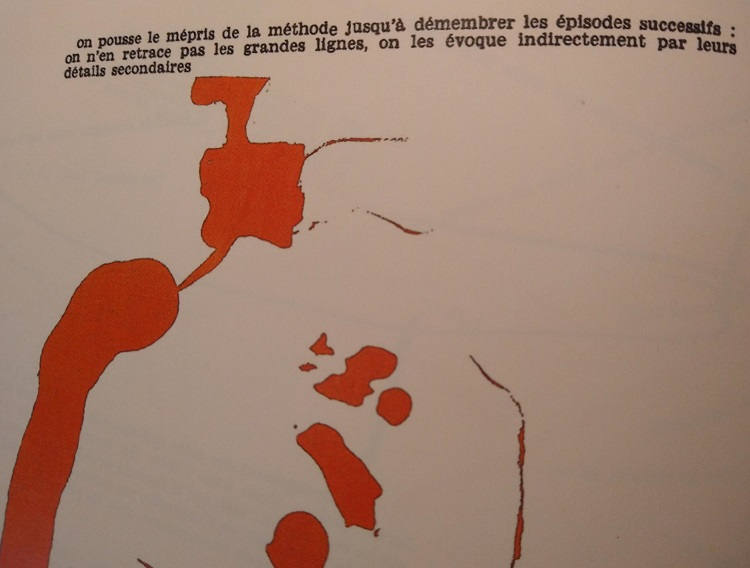 on pousse le mépris de la méthode jusqu'à démembrer les épisodes successifs :
on n'en retrace pas les grandes lignes, on les évoque indirectement par leurs
détails secondaires